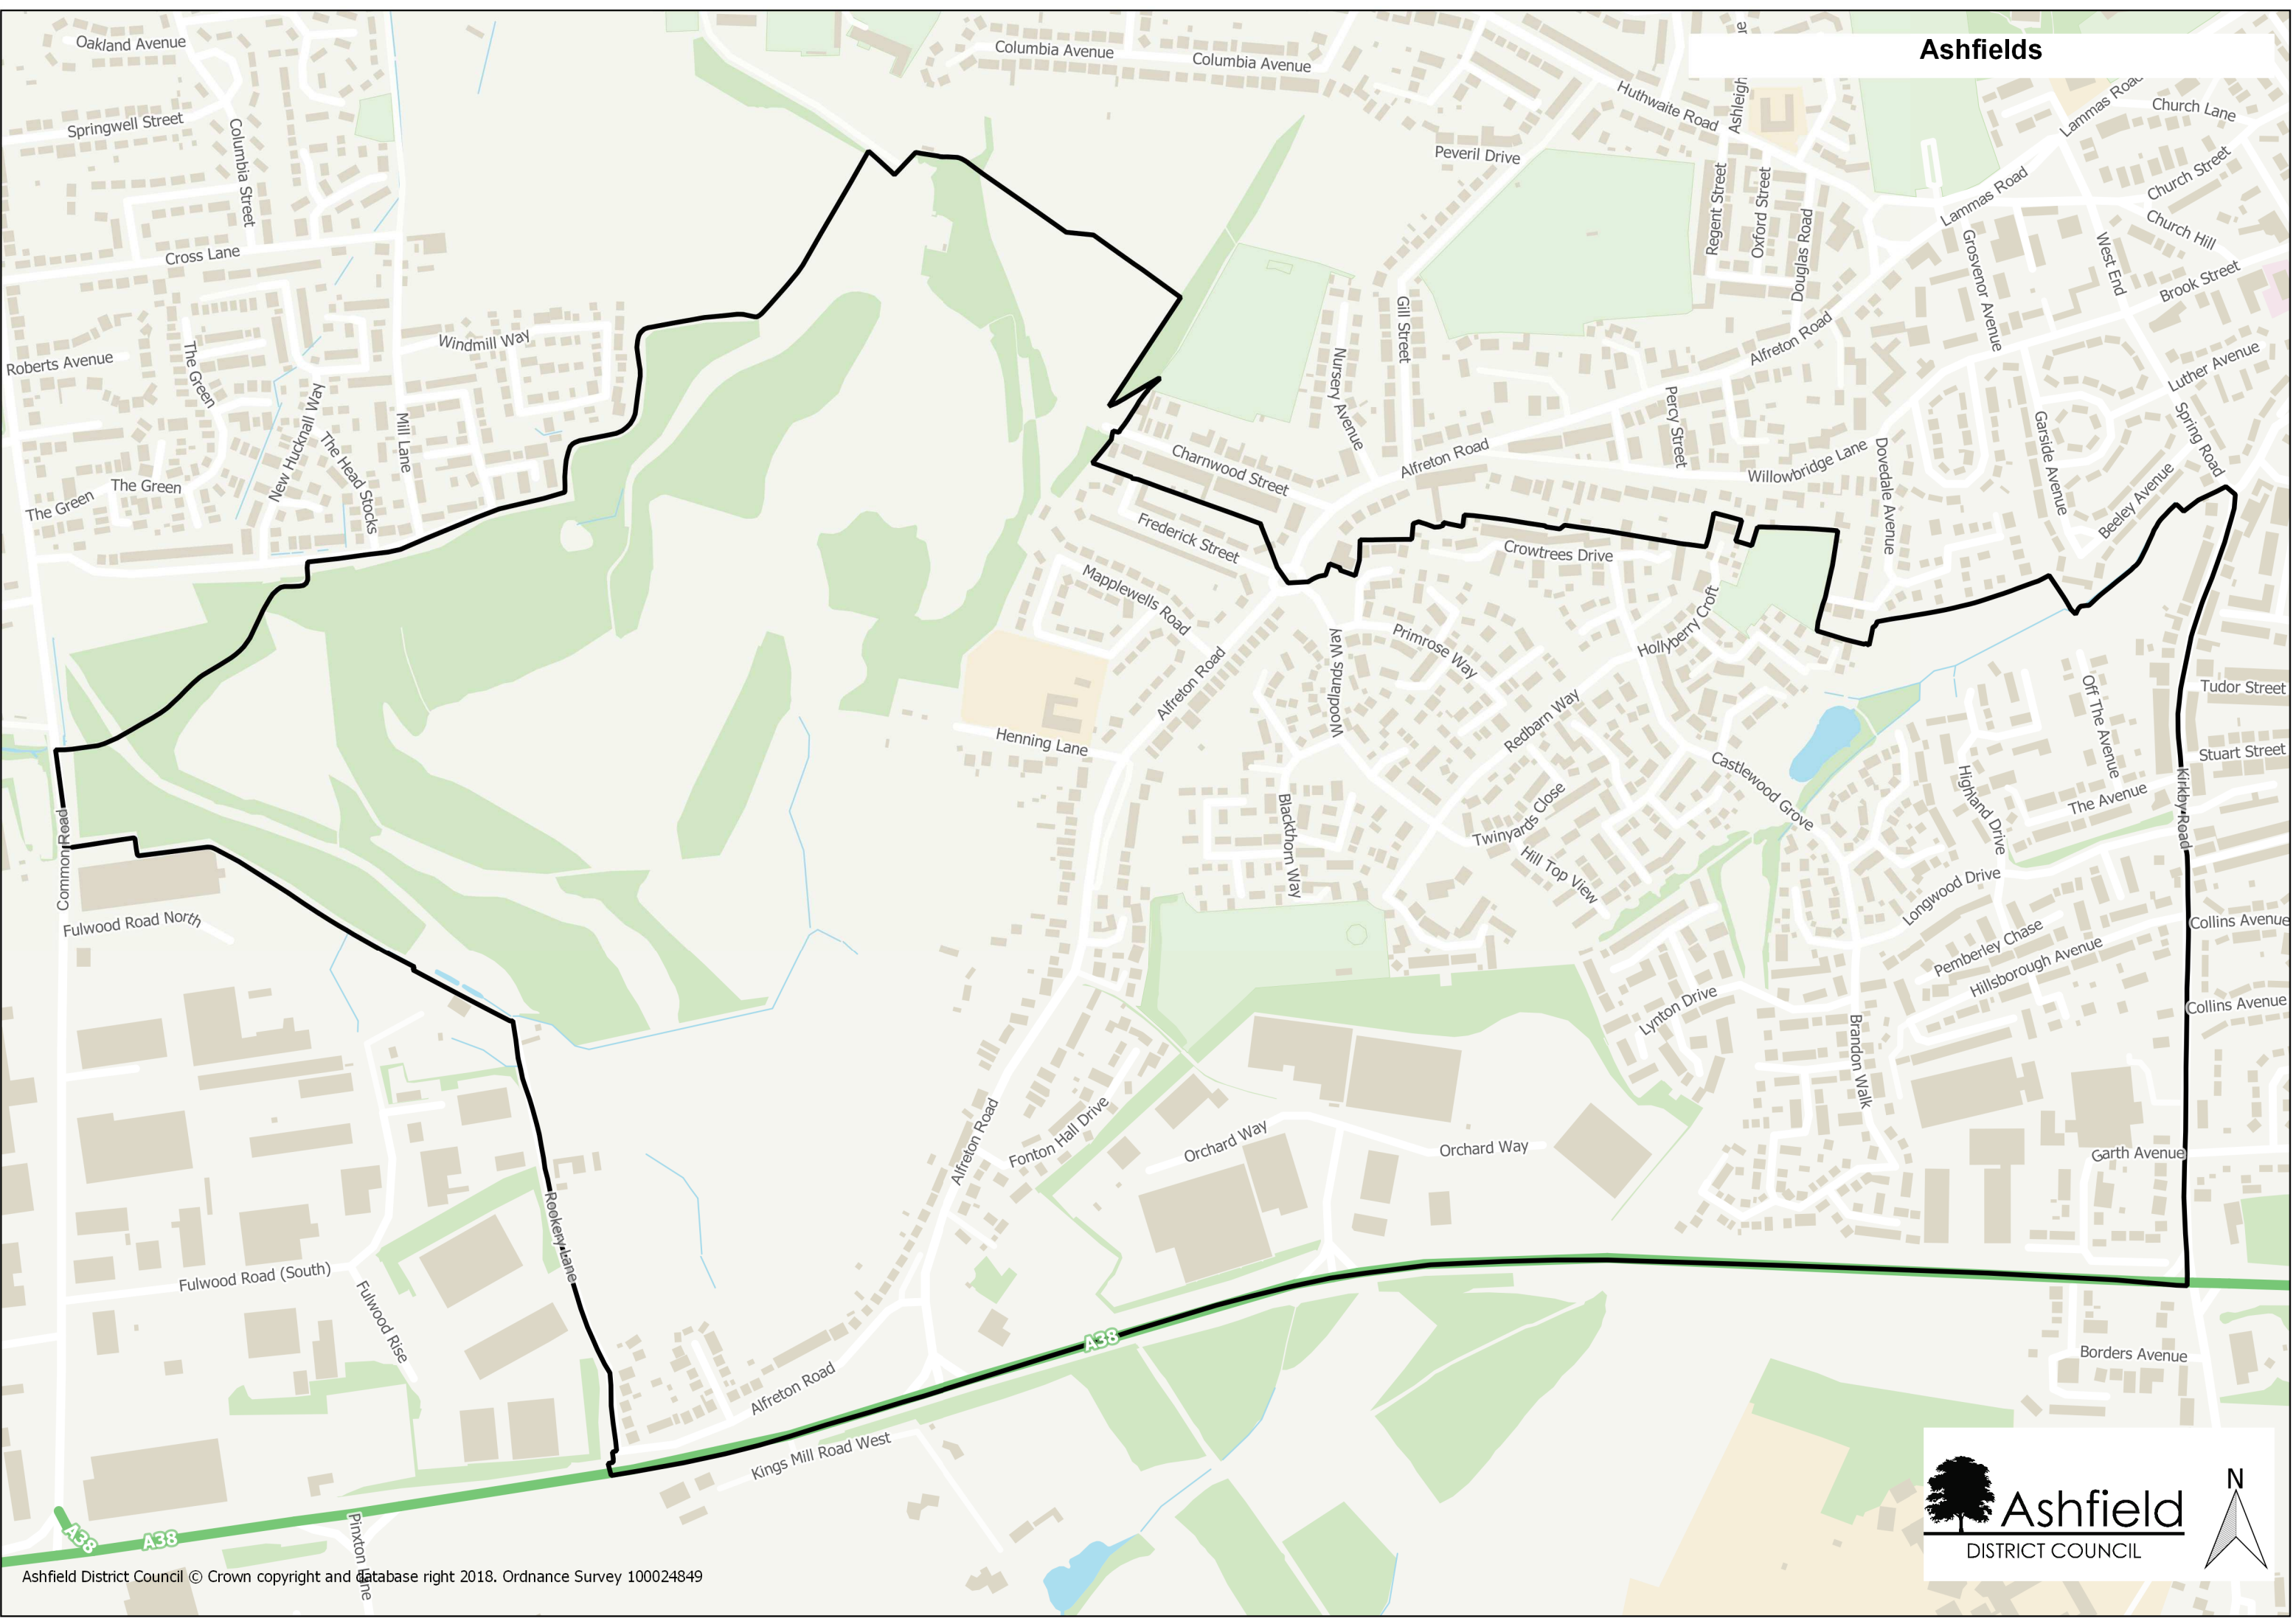 Ashfields
Oakland Avenue
Columbia Avenue
Columbia Avenue
Huthwaite Road
Ashleigh
Lammas Road
Church Lane
Springwell Street
Columbia Street
Peveril Drive
Church Street
Regent Street
Oxford Street
Douglas Road
Lammas Road
Church Hill
Cross Lane
Grosvenor Avenue
West End
Brook Street
Roberts Avenue
The Green
Windmill Way
Nursery Avenue
Gill Street
Alfreton Road
Luther Avenue
New Hucknall Way
Mill Lane
The Head Stocks
Percy Street
Garside Avenue
Spring Road
The Green
The Green
Charnwood Street
Alfreton Road
Willowbridge Lane
Dovedale Avenue
Beeley Avenue
Frederick Street
Crowtrees Drive
Mapplewells Road
Primrose Way
Hollyberry Croft
Woodlands Way
Alfreton Road
Redbarn Way
Off The Avenue
Tudor Street
Henning Lane
Stuart Street
Castlewood Grove
Highland Drive
The Avenue
Kirkby Road
Common Road
Blackthorn Way
Twinyards Close
Hill Top View
Longwood Drive
Fulwood Road North
Pemberley Chase
Hillsborough Avenue
Collins Avenue
Collins Avenue
Lynton Drive
Brandon Walk
Alfreton Road
Fonton Hall Drive
Orchard Way
Orchard Way
Garth Avenue
Rookery Lane
Fulwood Road (South)
Fulwood Rise
A38
Borders Avenue
Alfreton Road
Kings Mill Road West
A38
A38
Pinxton Lane
Ashfield
DISTRICT COUNCIL
N
Ashfield District Council © Crown copyright and database right 2018. Ordnance Survey 100024849